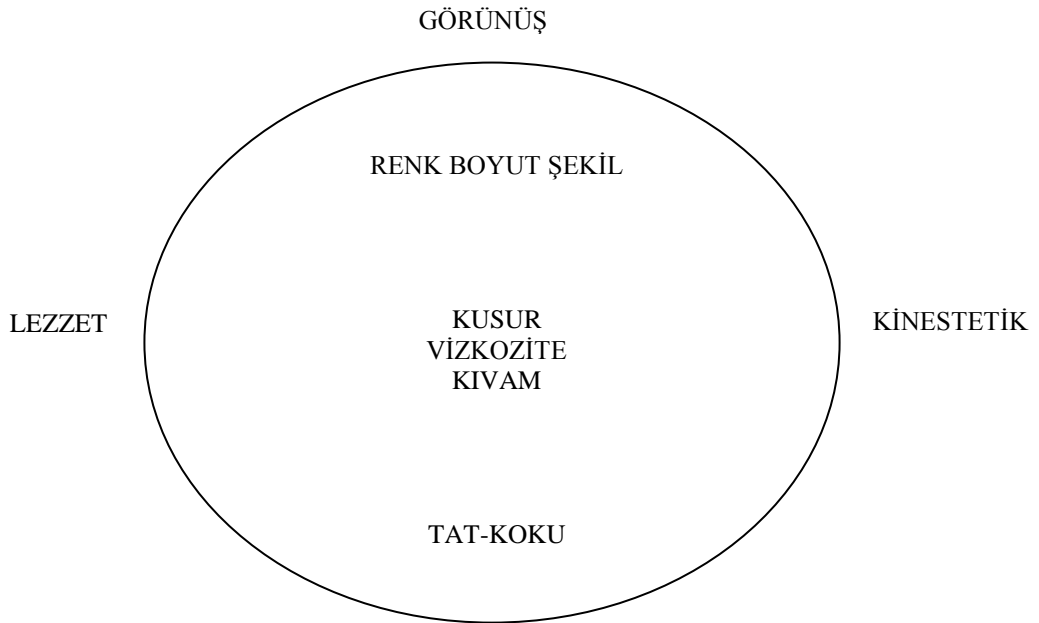 GÖRÜNÜŞ
RENK BOYUT ŞEKİL
LEZZET
KUSUR
VİZKOZİTE
KIVAM
KİNESTETİK
TAT-KOKU